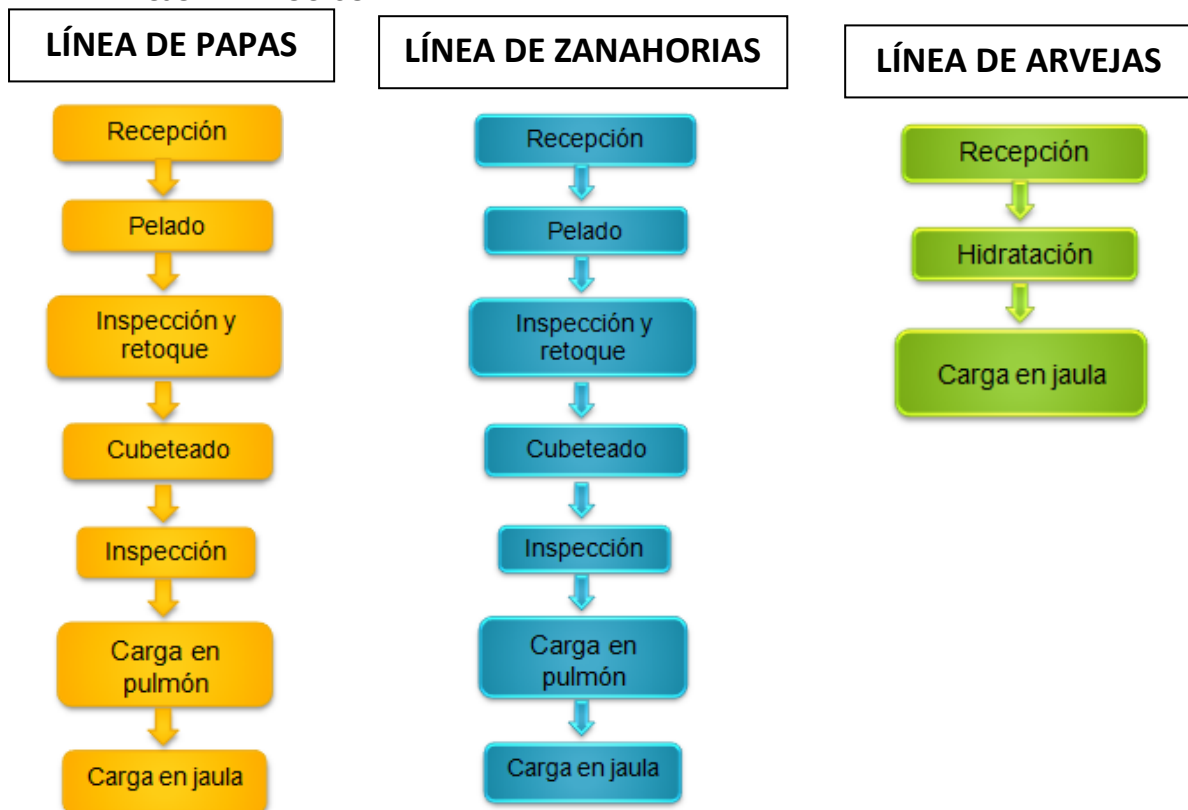 LÍNEA DE PAPAS
Recepción
Pelado
Inspección y
retoque
Cubeteado
Inspección
Carga en
pulmón
Carga en jaula
LÍNEA DE ZANAHORIAS
Recepción
Pelado
Inspección y
retoque
Cubeteado
Inspección
Carga en
pulmón
Carga en jaula
LÍNEA DE ARVEJAS
Recepción
Hidratación
Carga en jaula